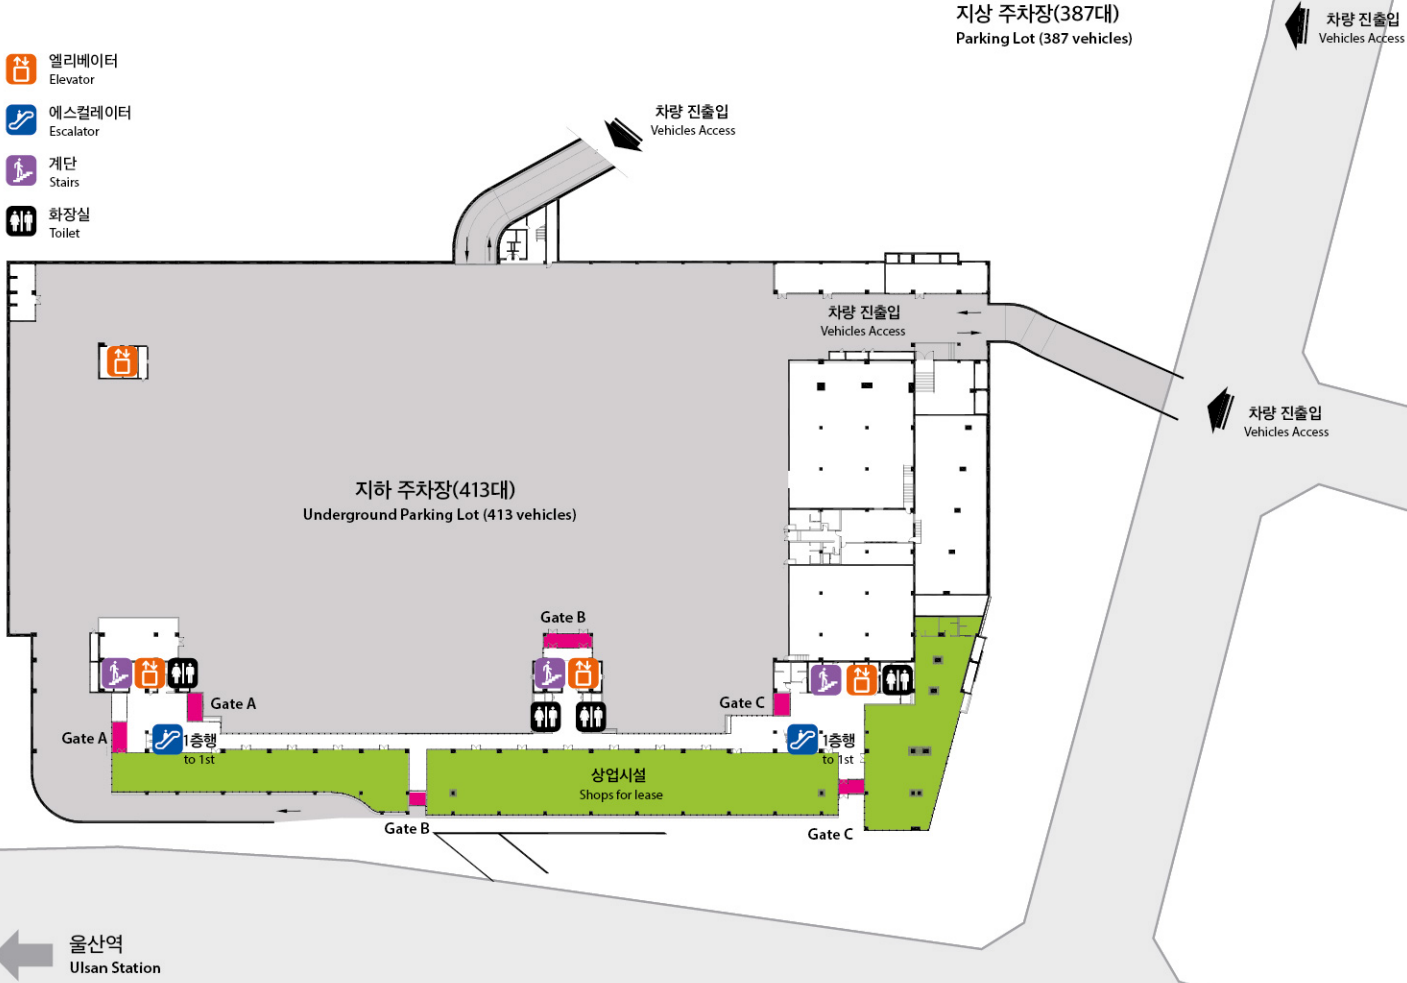 지상 주차장(387대)
Parking Lot (387 vehicles)
차량 진출입
Vehicles Access
엘리베이터
Elevator
에스컬레이터
Escalator
계단
Stairs
화장실
Toilet
차량 진출입
Vehicles Access
차량 진출입
Vehicles Access
차량 진출입
Vehicles Access
지하 주차장(413대)
Underground Parking Lot (413 vehicles)
Gate B
Gate A
Gate C
Gate A
1층행
to 1st
1층행
to 1st
상업시설
Shops for lease
Gate B
Gate C
울산역
Ulsan Station